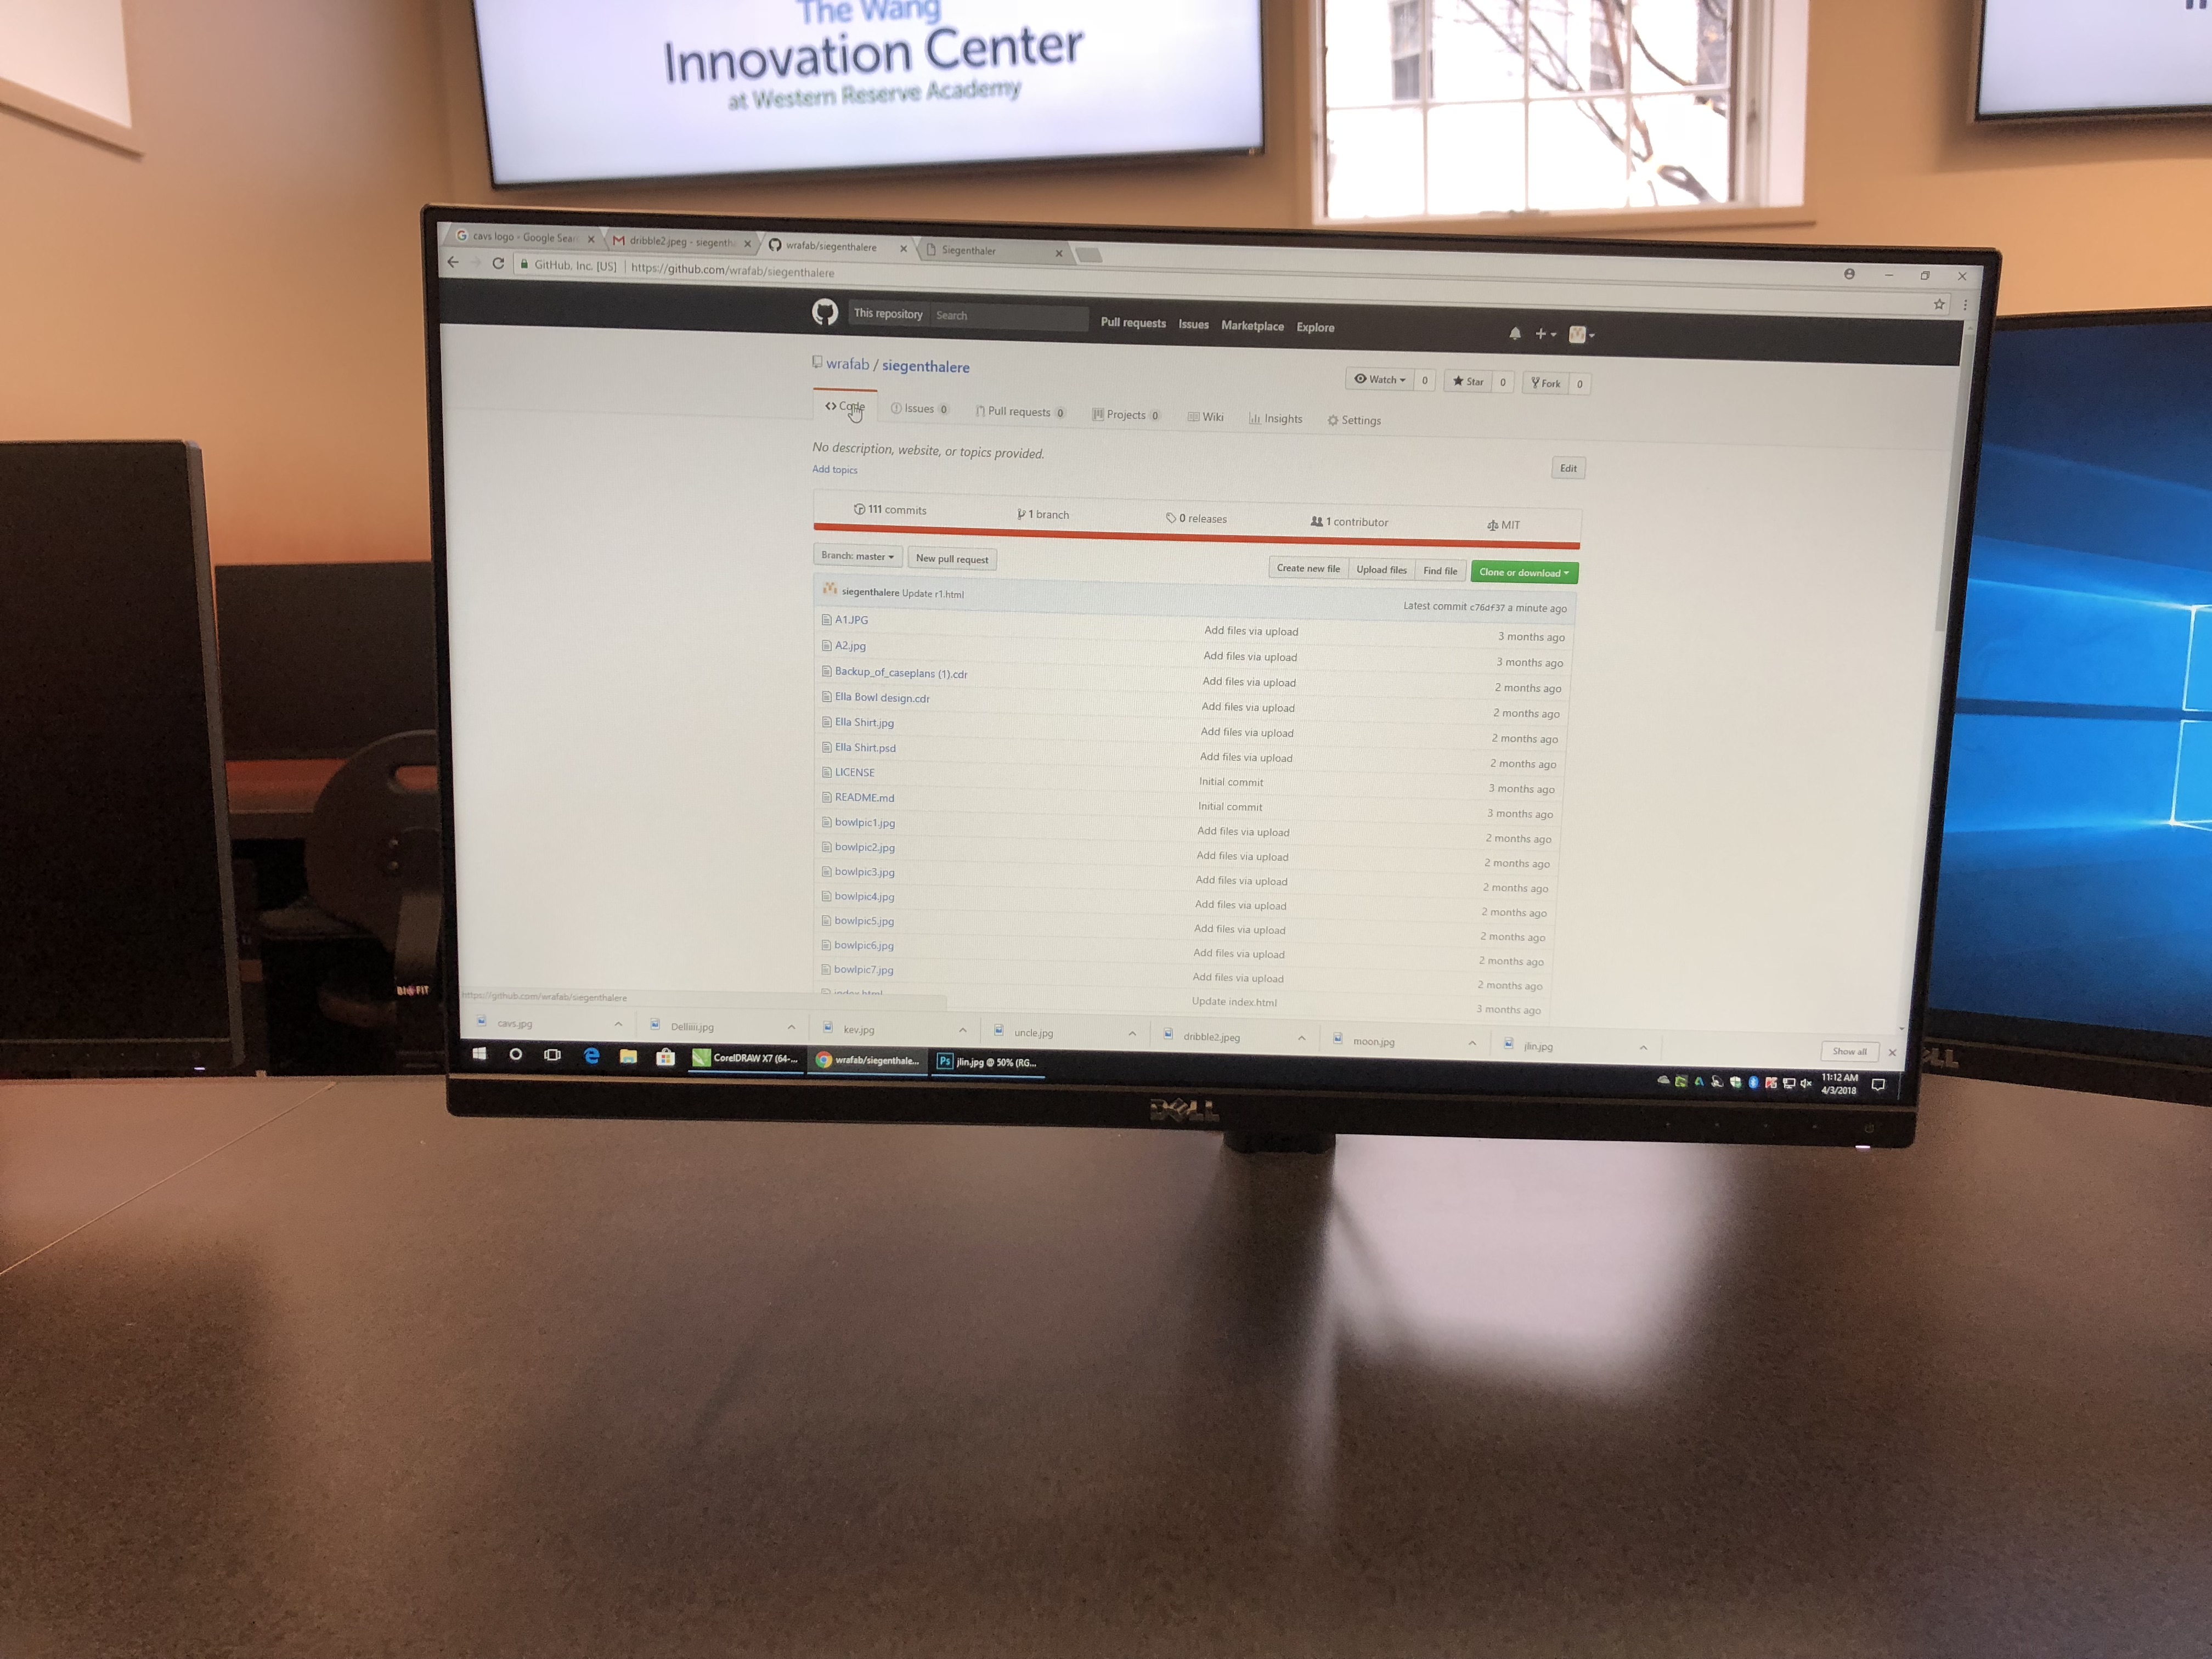 The Wang
Innovation Center
at Western Reserve Academy
cavs logo - Google Sear
dribble2.jpeg - siegentha
wrafab/siegenthalere
Siegenthaler
GitHub, Inc. [US] | https://github.com/wrafab/siegenthalere
This repository Search Pull requests Issues Marketplace Explore
wrafab / siegenthalere
Watch 0 Star 0 Fork 0
Code Issues 0 Pull requests 0 Projects 0 Wiki Insights Settings
No description, website, or topics provided.
Edit
Add topics
111 commits 1 branch 0 releases 1 contributor MIT
Branch: master New pull request Create new file Upload files Find file Clone or download
siegenthalere Update r1.html Latest commit c76df37 a minute ago
A1.JPG Add files via upload 3 months ago
A2.jpg Add files via upload 3 months ago
Backup_of_caseplans (1).cdr Add files via upload 2 months ago
Ella Bowl design.cdr Add files via upload 2 months ago
Ella Shirt.jpg Add files via upload 2 months ago
Ella Shirt.psd Add files via upload 2 months ago
LICENSE Initial commit 3 months ago
README.md Initial commit 3 months ago
bowlpic1.jpg Add files via upload 2 months ago
bowlpic2.jpg Add files via upload 2 months ago
bowlpic3.jpg Add files via upload 2 months ago
bowlpic4.jpg Add files via upload 2 months ago
bowlpic5.jpg Add files via upload 2 months ago
bowlpic6.jpg Add files via upload 2 months ago
bowlpic7.jpg Add files via upload 2 months ago
index.html Update index.html 3 months ago
https://github.com/wrafab/siegenthalere
cavs.jpg Delliiii.jpg kev.jpg uncle.jpg dribble2.jpeg moon.jpg jlin.jpg Show all
CorelDRAW X7 (64-... wrafab/siegenthale... Ps jlin.jpg @ 50% (RG...
11:12 AM
4/3/2018
DELL
BIOFIT
DELL